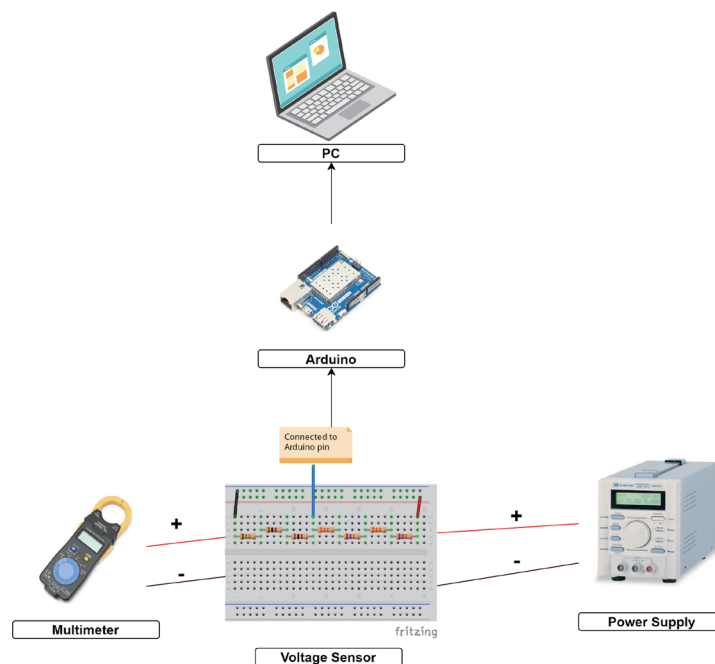 PC
Arduino
Connected to
Arduino pin
+
+
-
-
fritzing
Multimeter
Power Supply
Voltage Sensor